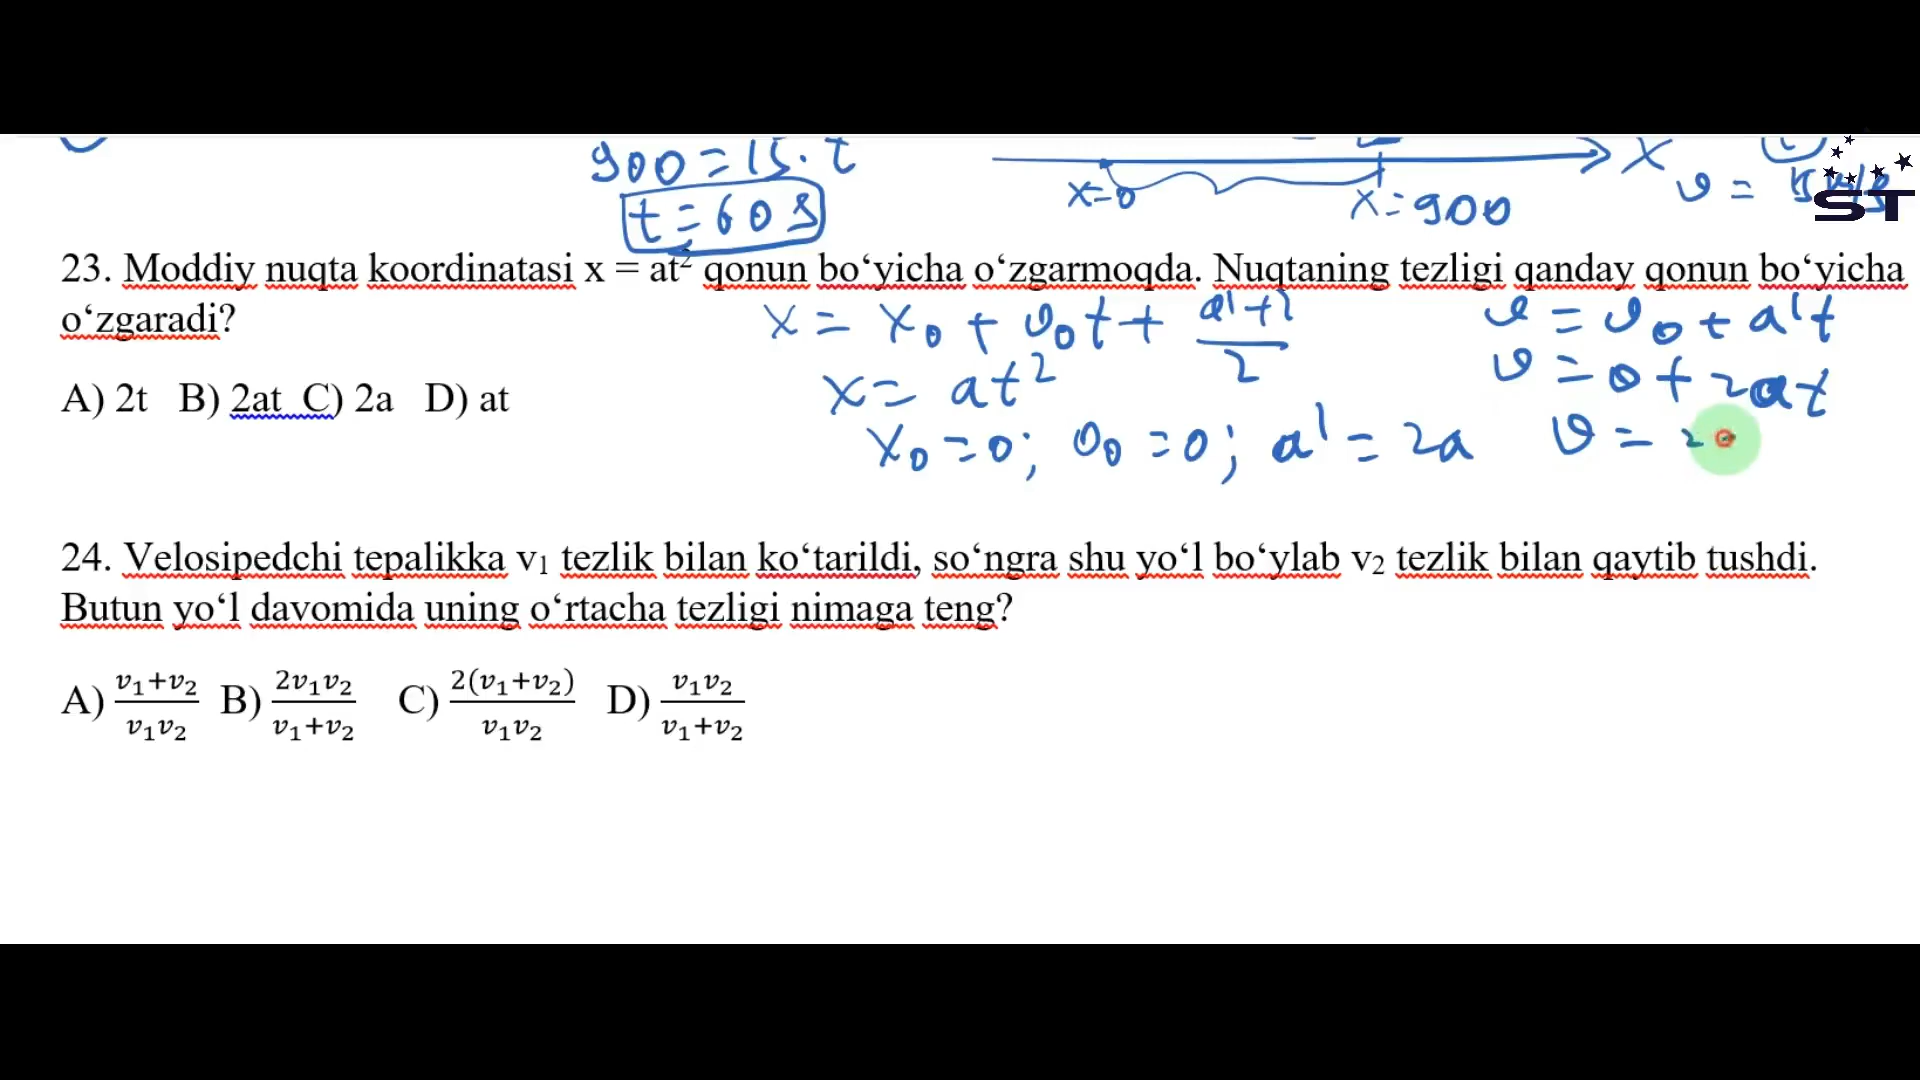 900 = 15 . t
t = 60 s
x=0
x = 900
X
ϑ =
ST
23. Moddiy nuqta koordinatasi x = at² qonun bo‘yicha o‘zgarmoqda. Nuqtaning tezligi qanday qonun bo‘yicha
o‘zgaradi?
x = x₀ + ϑ₀t + a't²/2
ϑ = ϑ₀ + a't
x = at²
ϑ = 0 + 2at
A) 2t B) 2at C) 2a D) at
x₀ = 0; ϑ₀ = 0; a' = 2a
ϑ = 2
24. Velosipedchi tepalikka v₁ tezlik bilan ko‘tarildi, so‘ngra shu yo‘l bo‘ylab v₂ tezlik bilan qaytib tushdi.
Butun yo‘l davomida uning o‘rtacha tezligi nimaga teng?
A) (v₁+v₂)/(v₁v₂) B) (2v₁v₂)/(v₁+v₂) C) (2(v₁+v₂))/(v₁v₂) D) (v₁v₂)/(v₁+v₂)